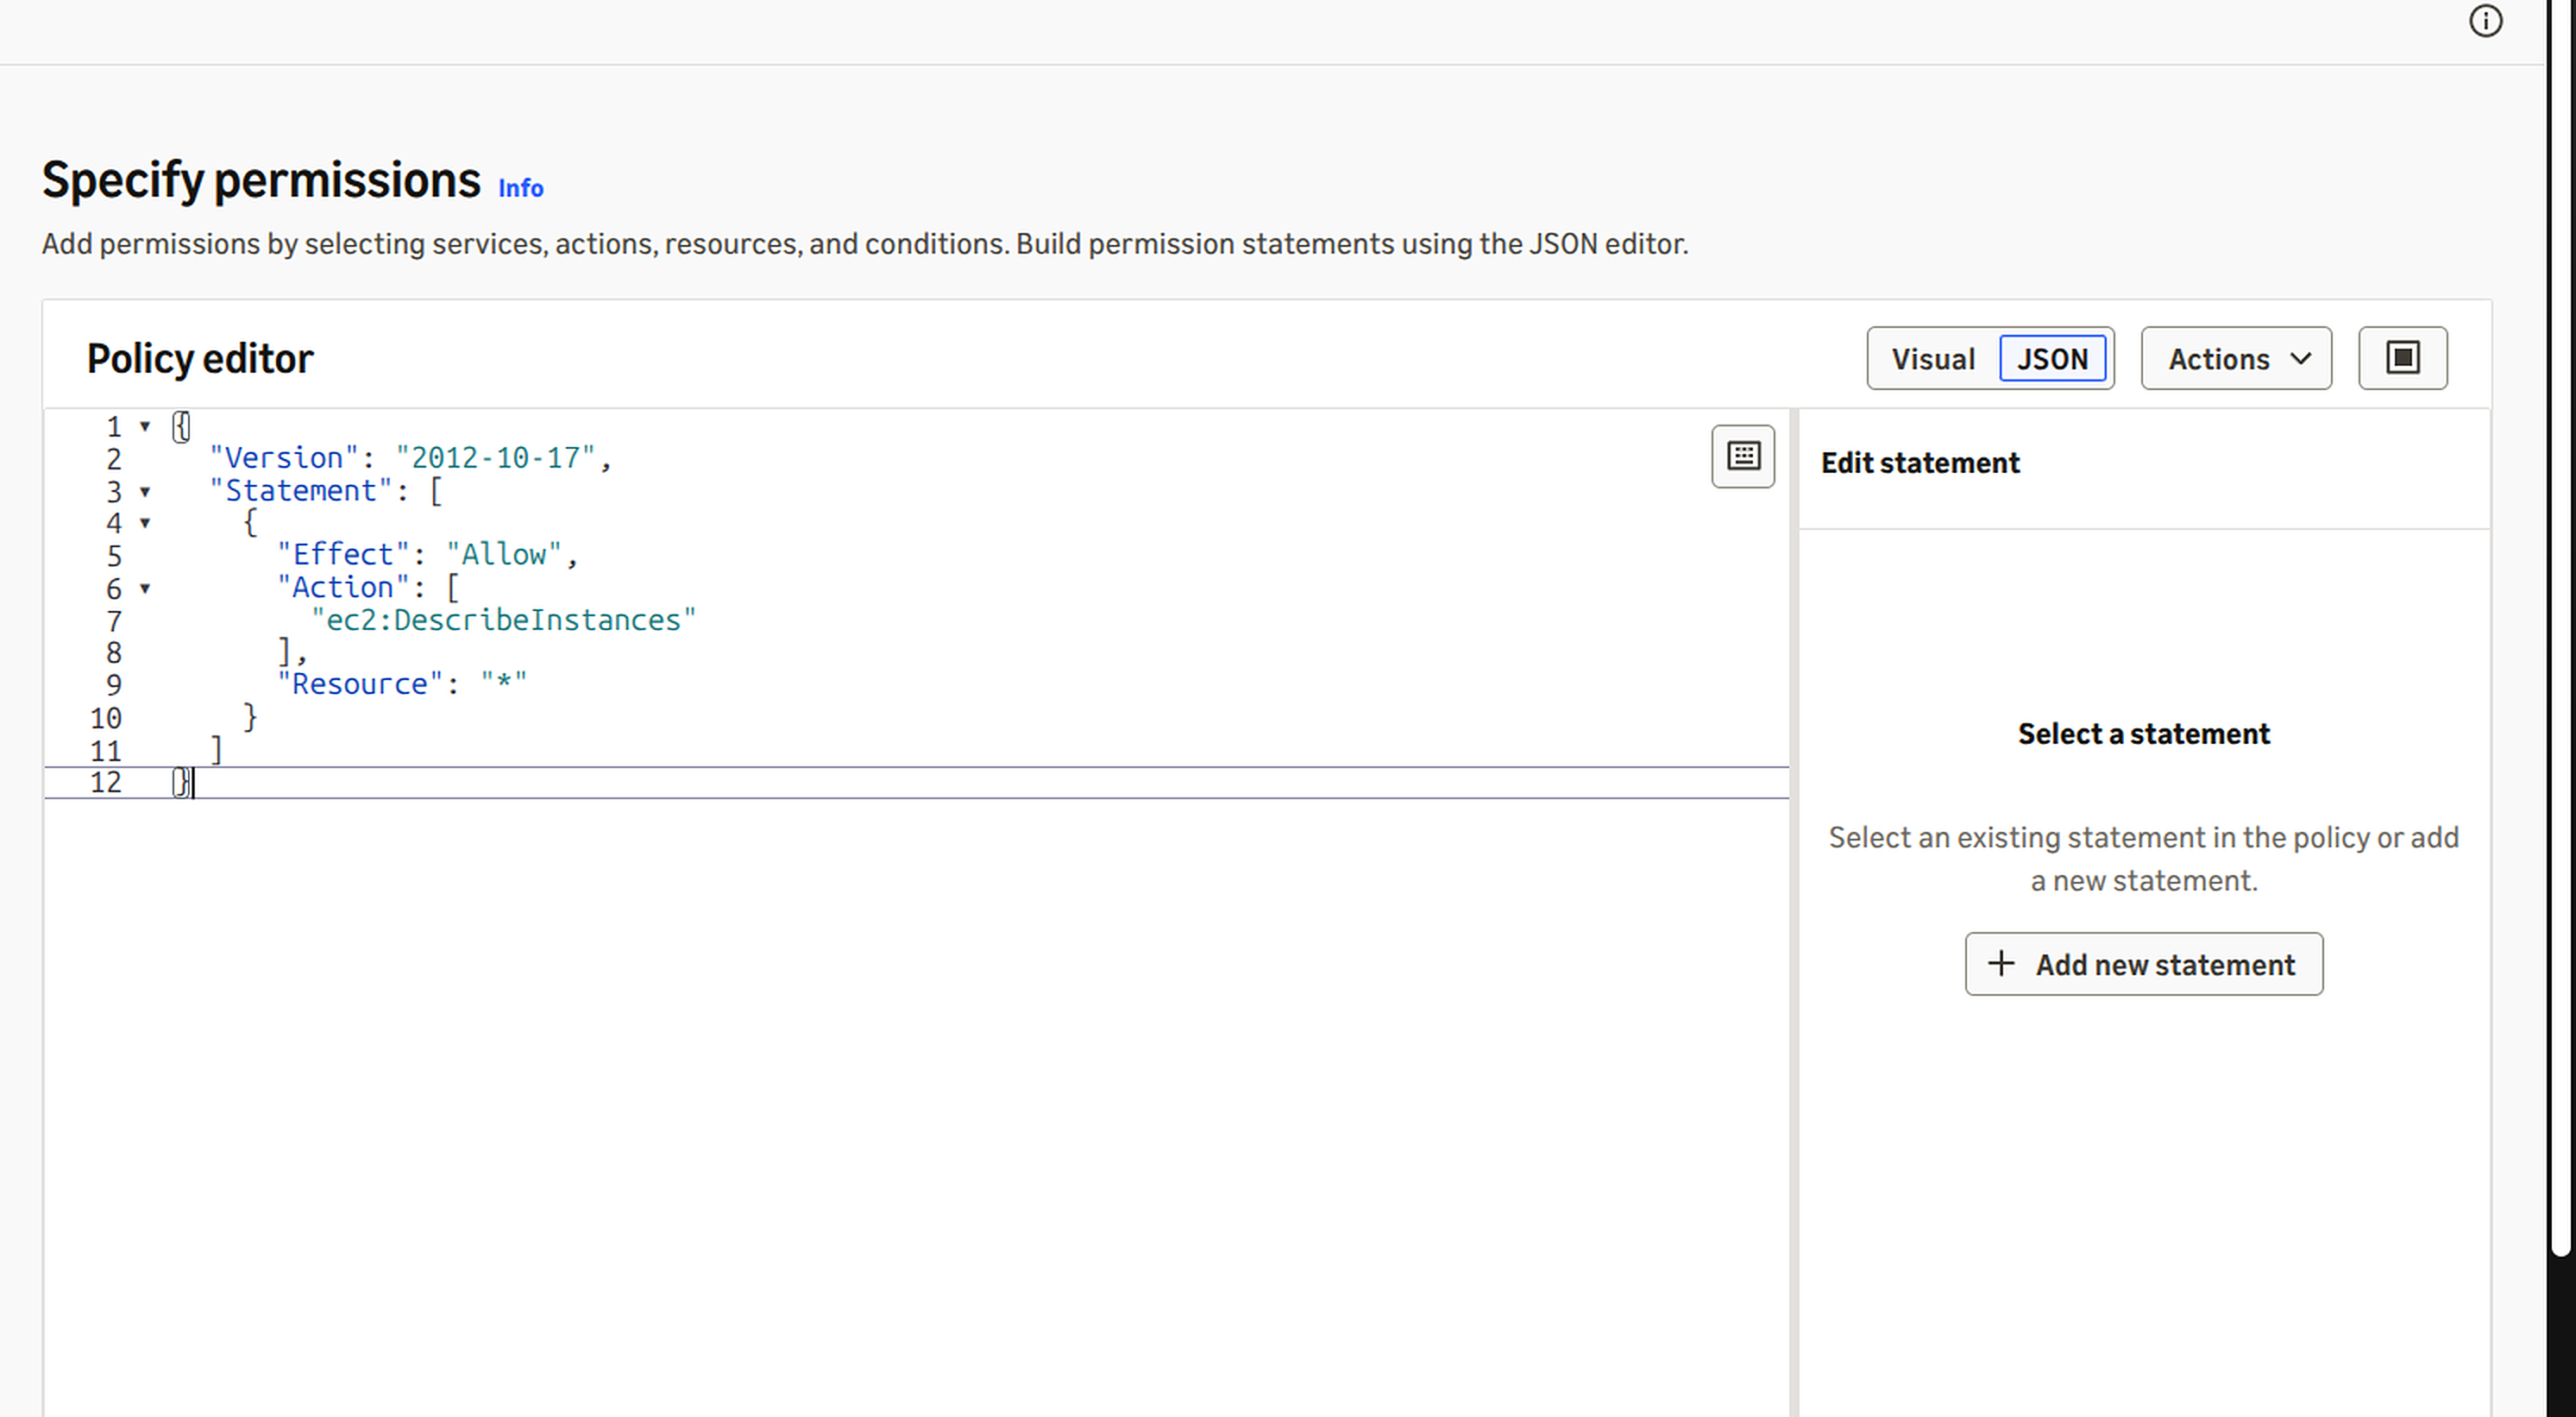 Specify permissions Info
Add permissions by selecting services, actions, resources, and conditions. Build permission statements using the JSON editor.
Policy editor
Visual JSON Actions
1 {
2 "Version": "2012-10-17",
3 "Statement": [
4 {
5 "Effect": "Allow",
6 "Action": [
7 "ec2:DescribeInstances"
8 ],
9 "Resource": "*"
10 }
11 ]
12 }
Edit statement
Select a statement
Select an existing statement in the policy or add
a new statement.
+ Add new statement